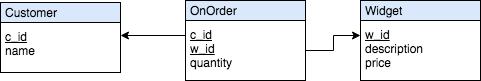 Customer
c_id
name
OnOrder
c_id
w_id
quantity
Widget
w_id
description
price